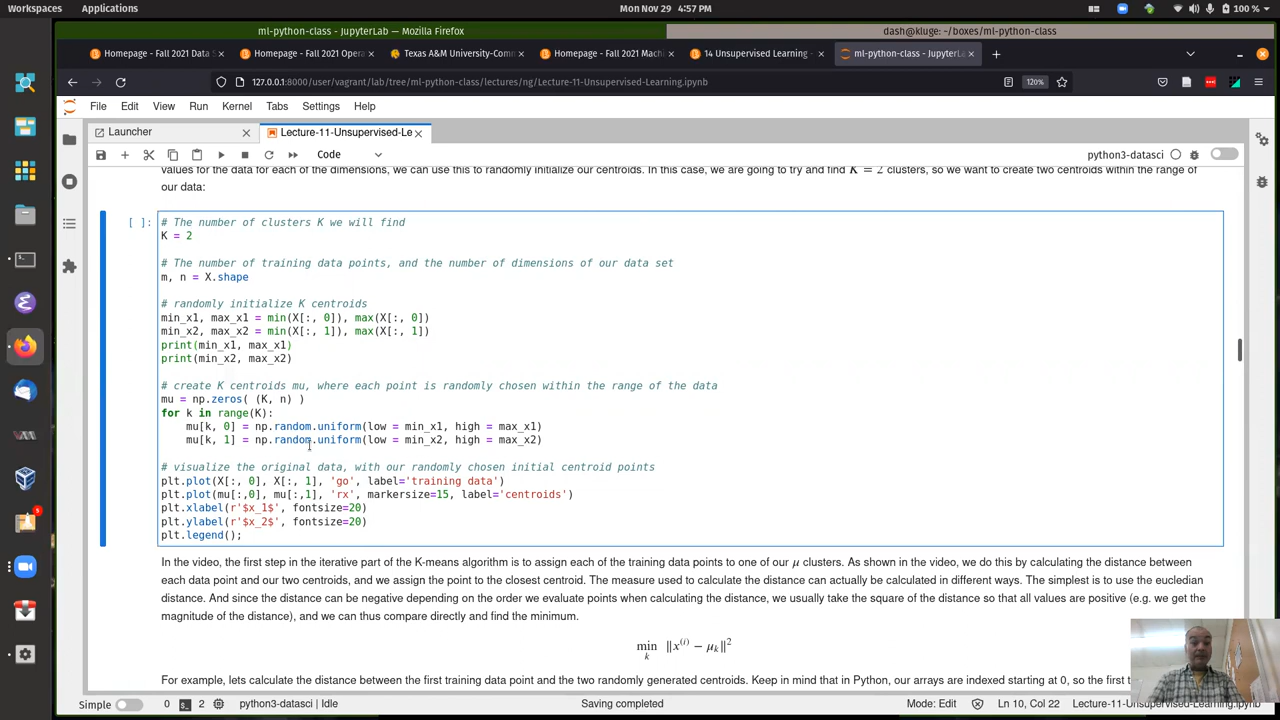 Workspaces Applications Mon Nov 29 4:57 PM 100 %
ml-python-class - JupyterLab — Mozilla Firefox dash@kluge: ~/boxes/ml-python-class
Homepage - Fall 2021 Data S Homepage - Fall 2021 Opera Texas A&M University-Comm Homepage - Fall 2021 Machi 14 Unsupervised Learning - ml-python-class - JupyterLa
127.0.0.1:8000/user/vagrant/lab/tree/ml-python-class/lectures/ng/Lecture-11-Unsupervised-Learning.ipynb 120%
File Edit View Run Kernel Tabs Settings Help
Launcher Lecture-11-Unsupervised-Le
Code python3-datasci
values for the data for each of the dimensions, we can use this to randomly initialize our centroids. In this case, we are going to try and find K = 2 clusters, so we want to create two centroids within the range of
our data:
[ ]: # The number of clusters K we will find
K = 2
# The number of training data points, and the number of dimensions of our data set
m, n = X.shape
# randomly initialize K centroids
min_x1, max_x1 = min(X[:, 0]), max(X[:, 0])
min_x2, max_x2 = min(X[:, 1]), max(X[:, 1])
print(min_x1, max_x1)
print(min_x2, max_x2)
# create K centroids mu, where each point is randomly chosen within the range of the data
mu = np.zeros( (K, n) )
for k in range(K):
    mu[k, 0] = np.random.uniform(low = min_x1, high = max_x1)
    mu[k, 1] = np.random.uniform(low = min_x2, high = max_x2)
# visualize the original data, with our randomly chosen initial centroid points
plt.plot(X[:, 0], X[:, 1], 'go', label='training data')
plt.plot(mu[:,0], mu[:,1], 'rx', markersize=15, label='centroids')
plt.xlabel(r'$x_1$', fontsize=20)
plt.ylabel(r'$x_2$', fontsize=20)
plt.legend();
In the video, the first step in the iterative part of the K-means algorithm is to assign each of the training data points to one of our μ clusters. As shown in the video, we do this by calculating the distance between
each data point and our two centroids, and we assign the point to the closest centroid. The measure used to calculate the distance can actually be calculated in different ways. The simplest is to use the eucledian
distance. And since the distance can be negative depending on the order we evaluate points when calculating the distance, we usually take the square of the distance so that all values are positive (e.g. we get the
magnitude of the distance), and we can thus compare directly and find the minimum.
min_k ‖x^(i) − μ_k‖^2
For example, lets calculate the distance between the first training data point and the two randomly generated centroids. Keep in mind that in Python, our arrays are indexed starting at 0, so the first
Simple 0 2 python3-datasci | Idle Saving completed Mode: Edit Ln 10, Col 22 Lecture-11-Unsupervised-Learning.ipynb